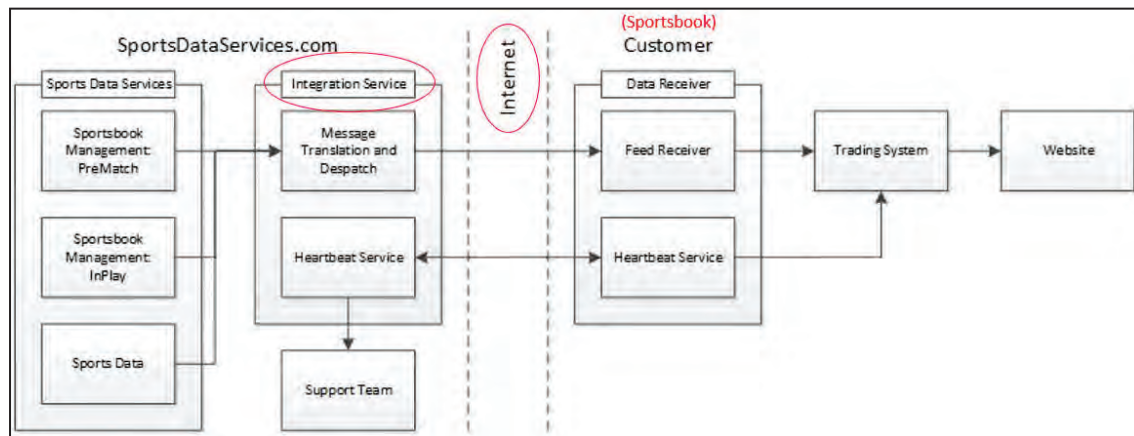 (Sportsbook)
SportsDataServices.com
Internet
Customer
Sports Data Services
Integration Service
Data Receiver
Sportsbook
Management:
PreMatch
Message
Translation and
Despatch
Feed Receiver
Trading System
Website
Sportsbook
Management:
InPlay
Heartbeat Service
Heartbeat Service
Sports Data
Support Team